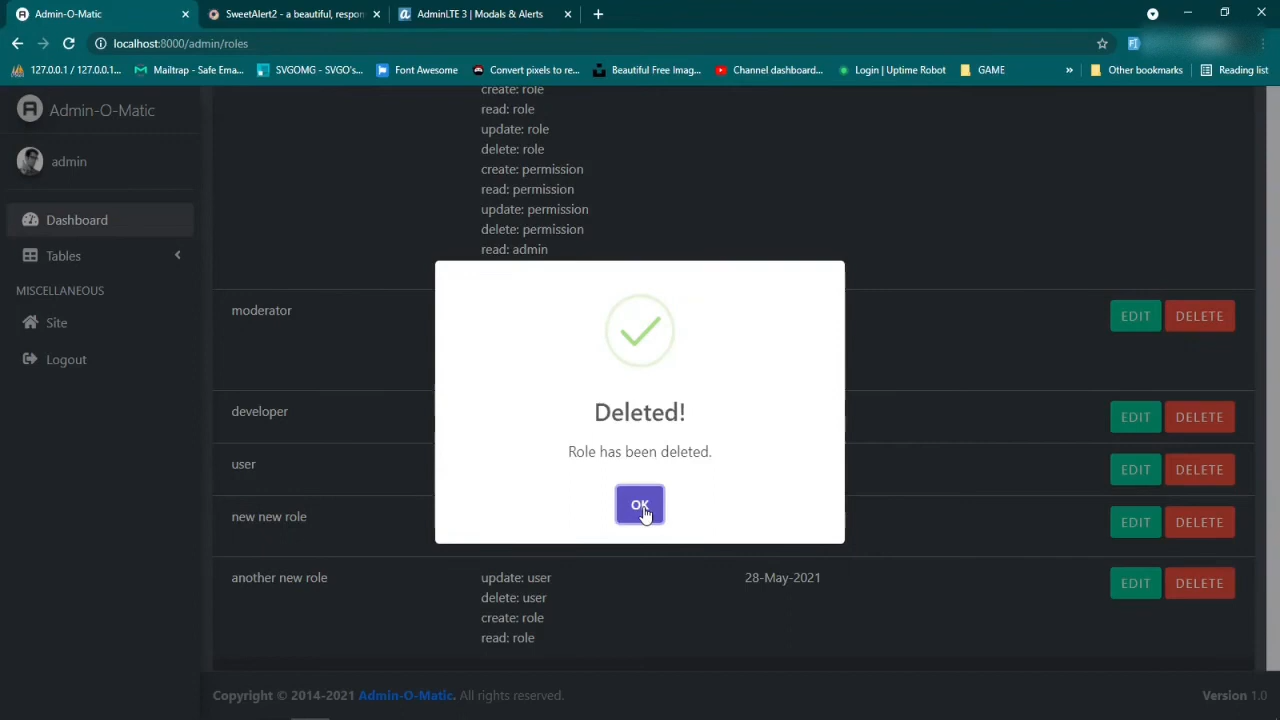 Admin-O-Matic
SweetAlert2 - a beautiful, respon
AdminLTE 3 | Modals & Alerts
localhost:8000/admin/roles
127.0.0.1 / 127.0.0.1...
Mailtrap - Safe Ema...
SVGOMG - SVGO's...
Font Awesome
Convert pixels to re...
Beautiful Free Imag...
Channel dashboard...
Login | Uptime Robot
GAME
»
Other bookmarks
Reading list
Admin-O-Matic
admin
Dashboard
Tables
MISCELLANEOUS
Site
Logout
create: role
read: role
update: role
delete: role
create: permission
read: permission
update: permission
delete: permission
read: admin
moderator
EDIT DELETE
developer
EDIT DELETE
user
EDIT DELETE
new new role
EDIT DELETE
another new role
update: user
delete: user
create: role
read: role
28-May-2021
EDIT DELETE
Deleted!
Role has been deleted.
OK
Copyright © 2014-2021 Admin-O-Matic. All rights reserved.
Version 1.0